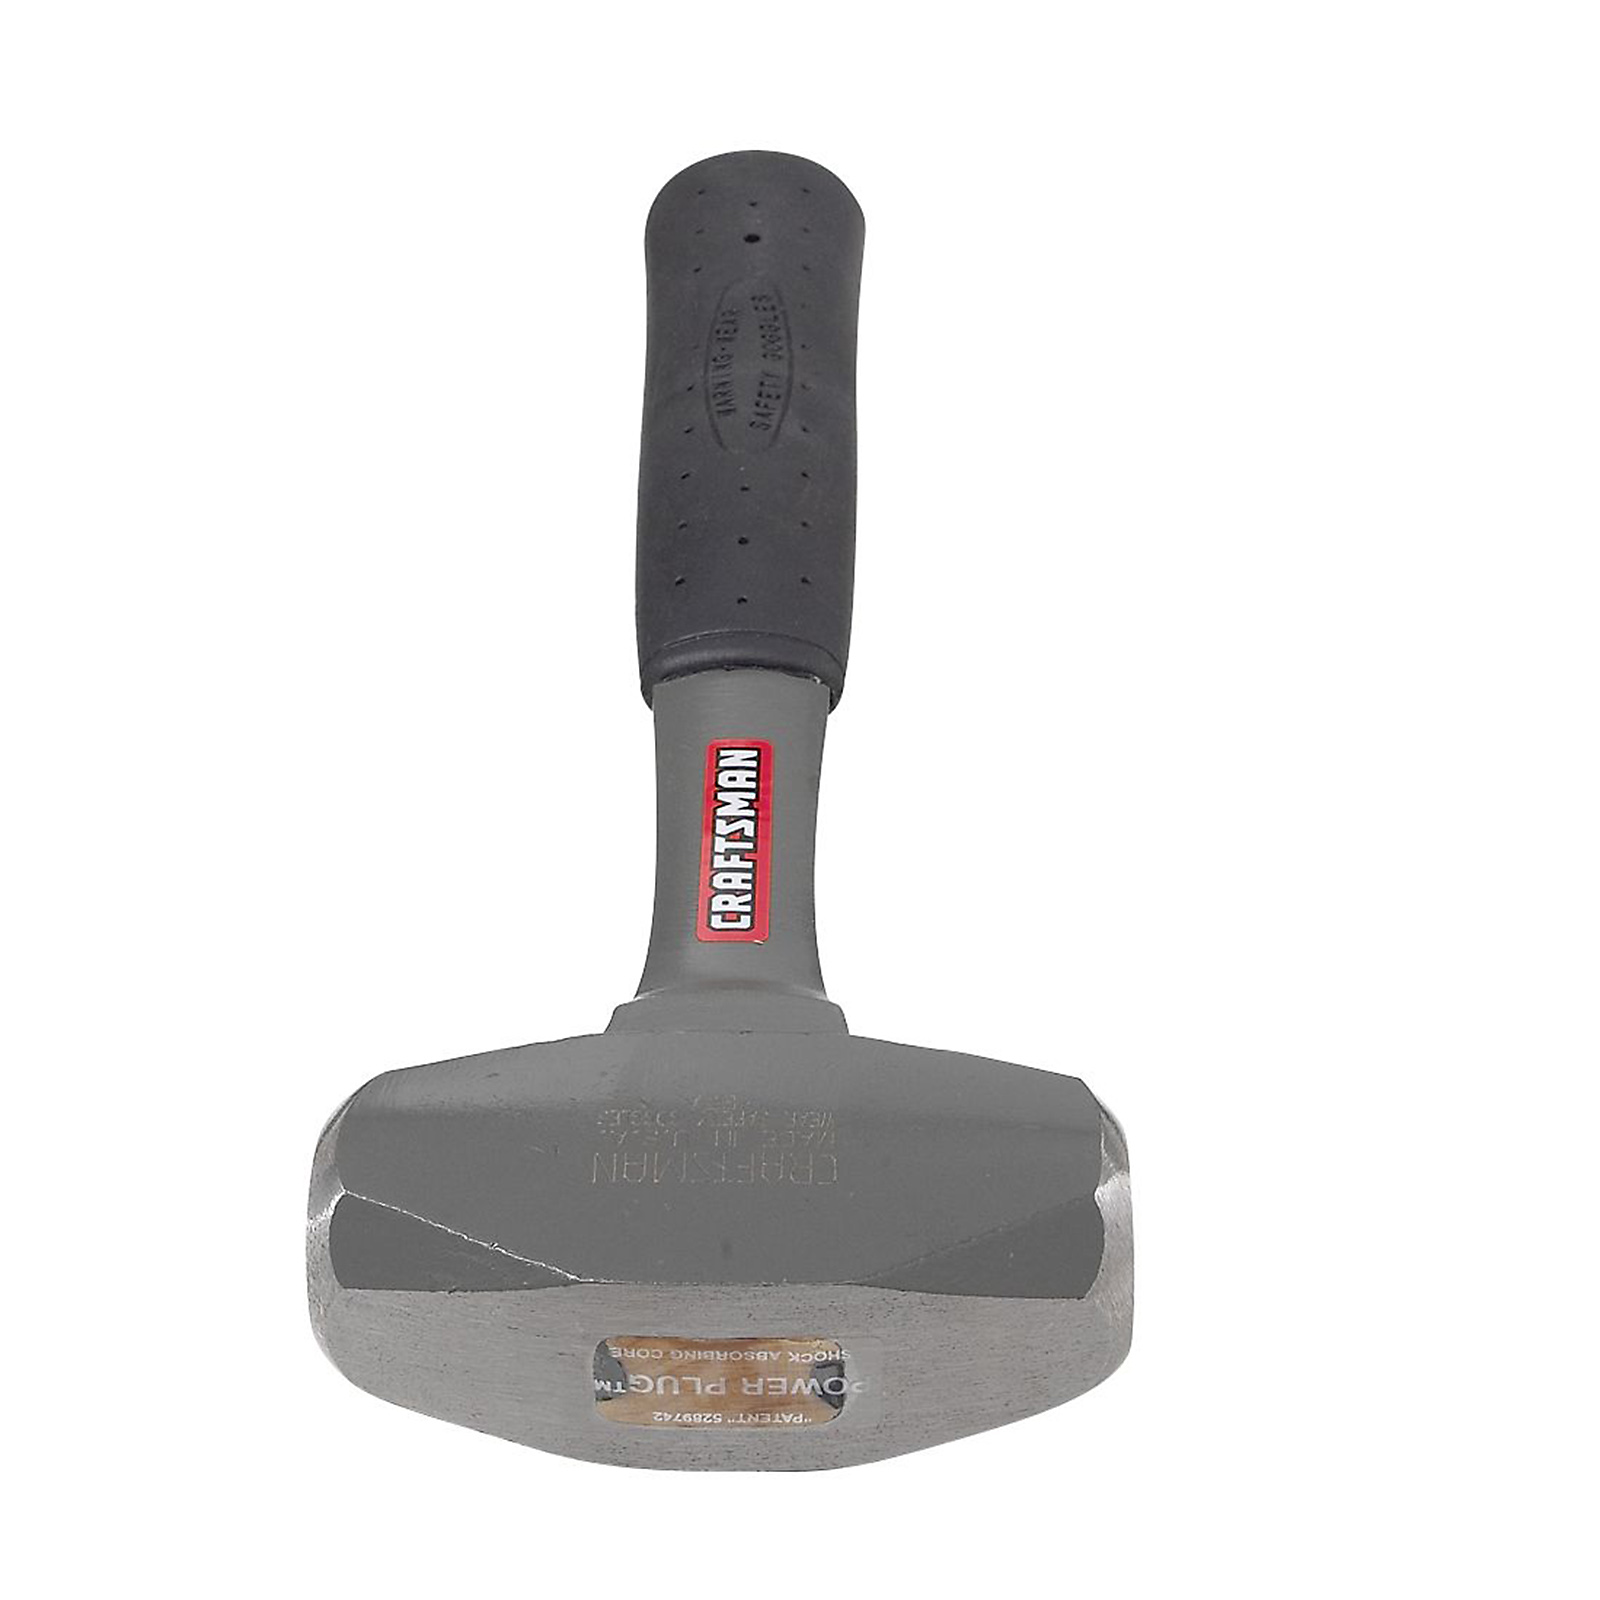 WARNING·WEAR
SAFETY GOGGLES
CRAFTSMAN
CRAFTSMAN
MADE IN U.S.A.
WEAR SAFETY GOGGLES
"PATENT" 5289742
POWER PLUG™
SHOCK ABSORBING CORE